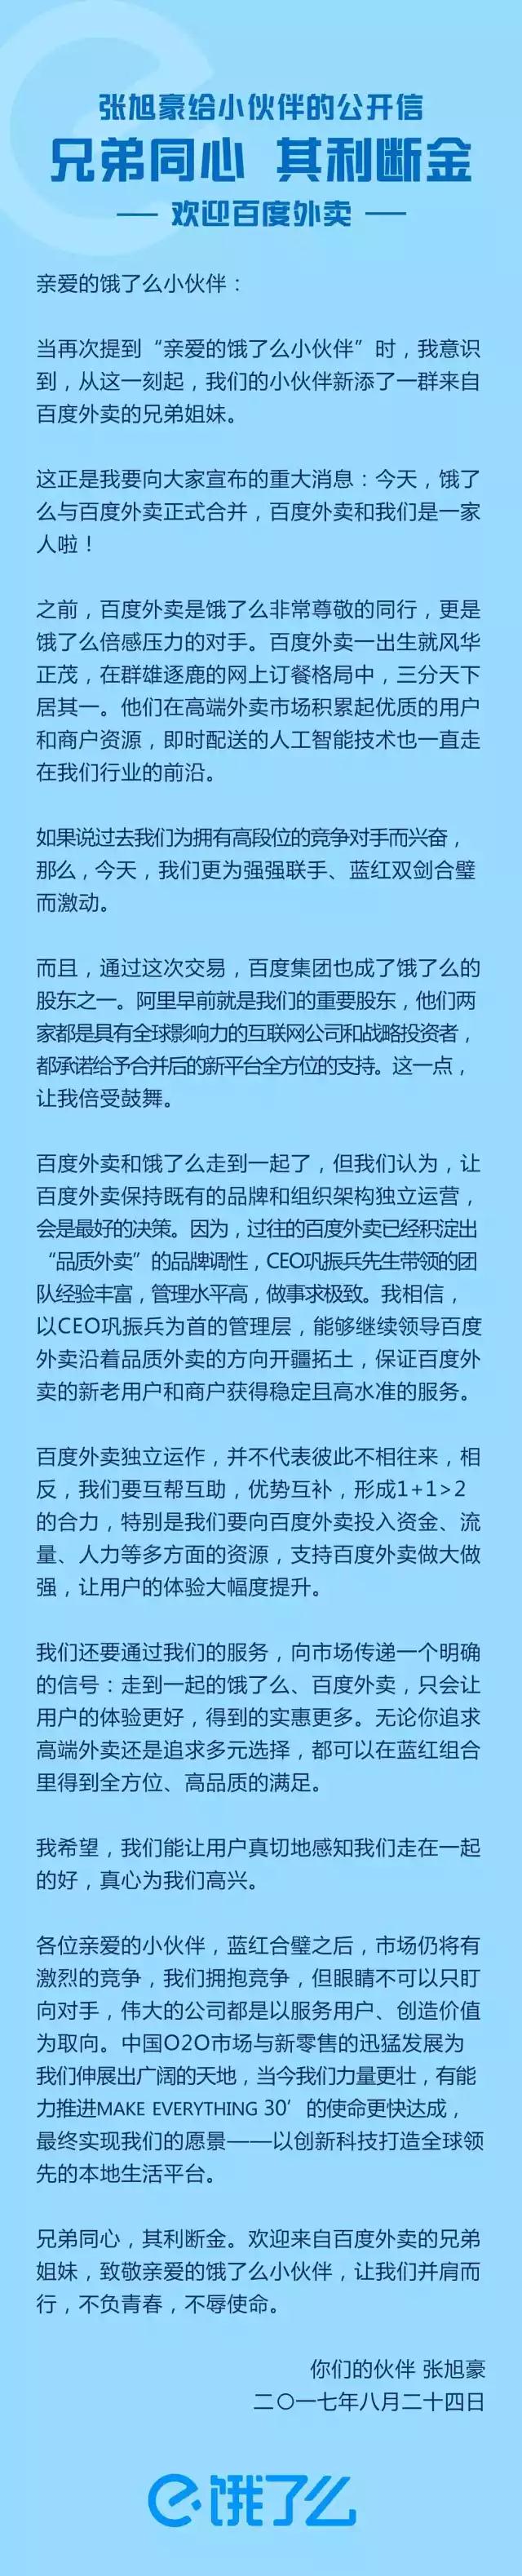 张旭豪给小伙伴的公开信
兄弟同心 其利断金
—— 欢迎百度外卖 ——
亲爱的饿了么小伙伴：
当再次提到“亲爱的饿了么小伙伴”时，我意识
到，从这一刻起，我们的小伙伴新添了一群来自
百度外卖的兄弟姐妹。
这正是我要向大家宣布的重大消息：今天，饿了
么与百度外卖正式合并，百度外卖和我们是一家
人啦！
之前，百度外卖是饿了么非常尊敬的同行，更是
饿了么倍感压力的对手。百度外卖一出生就风华
正茂，在群雄逐鹿的网上订餐格局中，三分天下
居其一。他们在高端外卖市场积累起优质的用户
和商户资源，即时配送的人工智能技术也一直走
在我们行业的前沿。
如果说过去我们为拥有高段位的竞争对手而兴奋，
那么，今天，我们更为强强联手、蓝红双剑合璧
而激动。
而且，通过这次交易，百度集团也成了饿了么的
股东之一。阿里早前就是我们的重要股东，他们两
家都是具有全球影响力的互联网公司和战略投资者，
都承诺给予合并后的新平台全方位的支持。这一点，
让我倍受鼓舞。
百度外卖和饿了么走到一起了，但我们认为，让
百度外卖保持既有的品牌和组织架构独立运营，
会是最好的决策。因为，过往的百度外卖已经积淀出
“品质外卖”的品牌调性，CEO巩振兵先生带领的团
队经验丰富，管理水平高，做事求极致。我相信，
以CEO巩振兵为首的管理层，能够继续领导百度
外卖沿着品质外卖的方向开疆拓土，保证百度外
卖的新老用户和商户获得稳定且高水准的服务。
百度外卖独立运作，并不代表彼此不相往来，相
反，我们要互帮互助，优势互补，形成1+1>2
的合力，特别是我们要向百度外卖投入资金、流
量、人力等多方面的资源，支持百度外卖做大做
强，让用户的体验大幅度提升。
我们还要通过我们的服务，向市场传递一个明确
的信号：走到一起的饿了么、百度外卖，只会让
用户的体验更好，得到的实惠更多。无论你追求
高端外卖还是追求多元选择，都可以在蓝红组合
里得到全方位、高品质的满足。
我希望，我们能让用户真切地感知我们走在一起
的好，真心为我们高兴。
各位亲爱的小伙伴，蓝红合璧之后，市场仍将有
激烈的竞争，我们拥抱竞争，但眼睛不可以只盯
向对手，伟大的公司都是以服务用户、创造价值
为取向。中国O2O市场与新零售的迅猛发展为
我们伸展出广阔的天地，当今我们力量更壮，有能
力推进MAKE EVERYTHING 30’的使命更快达成，
最终实现我们的愿景——以创新科技打造全球领
先的本地生活平台。
兄弟同心，其利断金。欢迎来自百度外卖的兄弟
姐妹，致敬亲爱的饿了么小伙伴，让我们并肩而
行，不负青春，不辱使命。
你们的伙伴 张旭豪
二〇一七年八月二十四日
饿了么